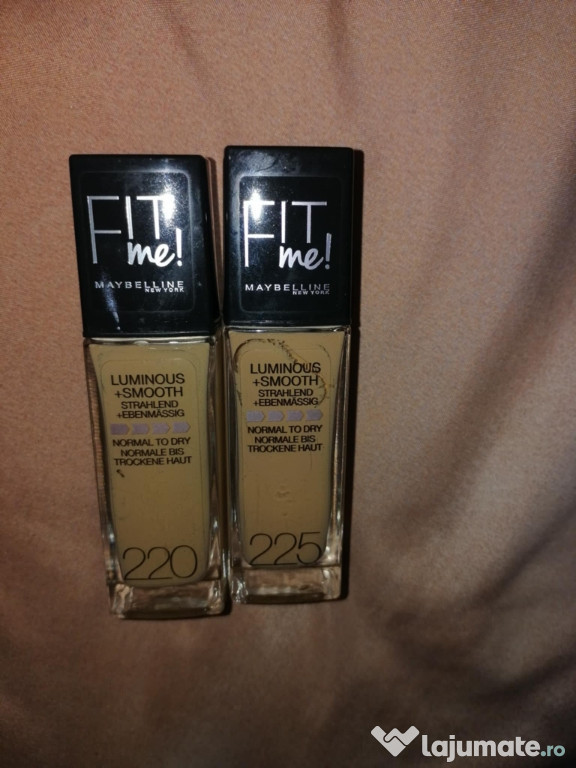 FIT
me!
MAYBELLINE
NEW YORK
LUMINOUS
+SMOOTH
STRAHLEND
+EBENMÄSSIG
NORMAL TO DRY
NORMALE BIS
TROCKENE HAUT
220
FIT
me!
MAYBELLINE
NEW YORK
LUMINOUS
+SMOOTH
STRAHLEND
+EBENMÄSSIG
NORMAL TO DRY
NORMALE BIS
TROCKENE HAUT
225
lajumate.ro